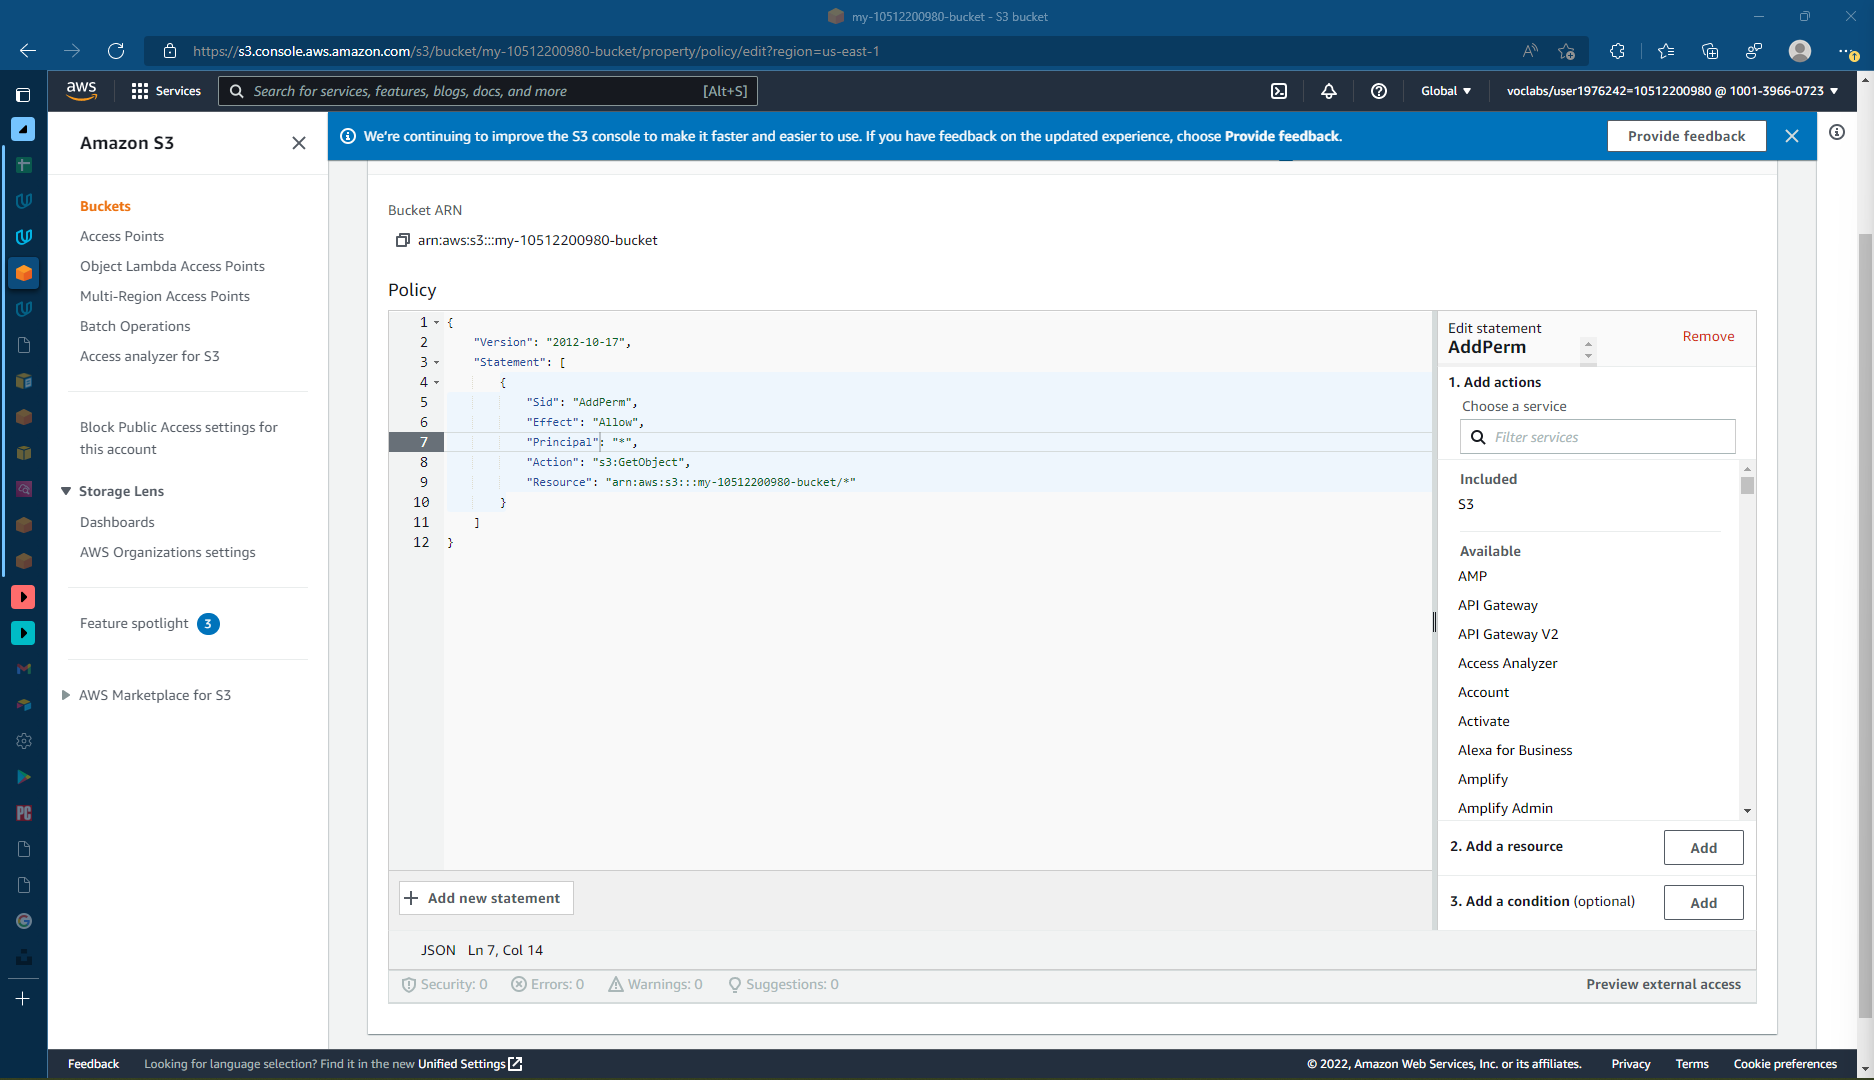 my-10512200980-bucket - S3 bucket
https://s3.console.aws.amazon.com/s3/bucket/my-10512200980-bucket/property/policy/edit?region=us-east-1
aws
Services
Search for services, features, blogs, docs, and more
[Alt+S]
Global
voclabs/user1976242=10512200980 @ 1001-3966-0723
Amazon S3
We're continuing to improve the S3 console to make it faster and easier to use. If you have feedback on the updated experience, choose Provide feedback.
Provide feedback
Buckets
Access Points
Object Lambda Access Points
Multi-Region Access Points
Batch Operations
Access analyzer for S3
Block Public Access settings for
this account
Storage Lens
Dashboards
AWS Organizations settings
Feature spotlight 3
AWS Marketplace for S3
PC
Bucket ARN
arn:aws:s3:::my-10512200980-bucket
Policy
1 {
2 "Version": "2012-10-17",
3 "Statement": [
4 {
5 "Sid": "AddPerm",
6 "Effect": "Allow",
7 "Principal": "*",
8 "Action": "s3:GetObject",
9 "Resource": "arn:aws:s3:::my-10512200980-bucket/*"
10 }
11 ]
12 }
Add new statement
JSON Ln 7, Col 14
Security: 0 Errors: 0 Warnings: 0 Suggestions: 0
Preview external access
Edit statement
AddPerm
Remove
1. Add actions
Choose a service
Filter services
Included
S3
Available
AMP
API Gateway
API Gateway V2
Access Analyzer
Account
Activate
Alexa for Business
Amplify
Amplify Admin
2. Add a resource
Add
3. Add a condition (optional)
Add
Feedback
Looking for language selection? Find it in the new Unified Settings
© 2022, Amazon Web Services, Inc. or its affiliates.
Privacy
Terms
Cookie preferences